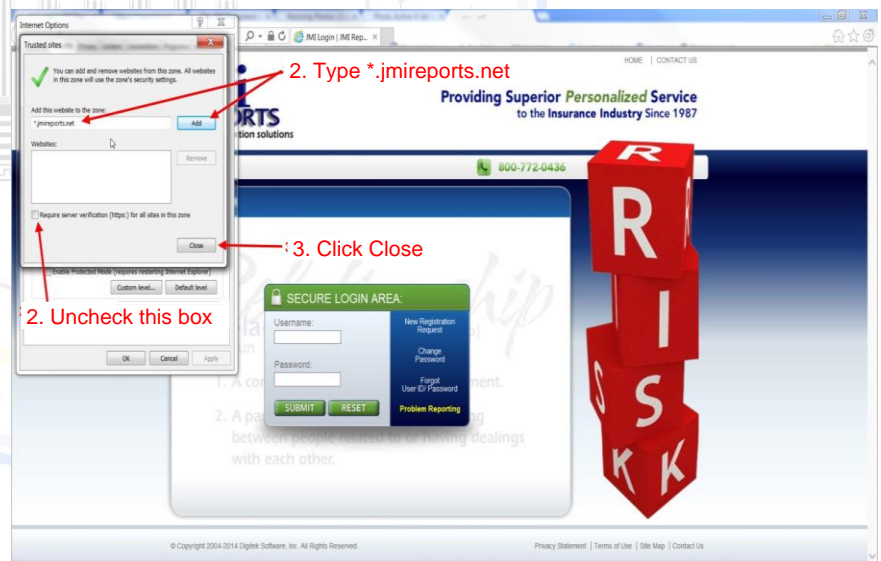 Internet Options
Trusted sites
You can add and remove websites from this zone. All websites
in this zone will use the zone's security settings.
Add this website to the zone:
*.jmireports.net
Add
Websites:
Remove
Require server verification (https:) for all sites in this zone
Close
Enable Protected Mode (requires restarting Internet Explorer)
Custom level...
Default level
OK
Cancel
Apply
2. Type *.jmireports.net
3. Click Close
2. Uncheck this box
JMI Login | JMI Rep...
HOME | CONTACT US
ORTS
tion solutions
Providing Superior Personalized Service
to the Insurance Industry Since 1987
800-772-0436
SECURE LOGIN AREA:
Username:
Password:
SUBMIT
RESET
New Registration
Request
Change
Password
Forgot
User ID/ Password
Problem Reporting
1. A con
ment.
2. A pa
between people related to or having dealings
with each other.
R
I
S
K
S
K
RISK
© Copyright 2004-2014 Digitek Software, Inc. All Rights Reserved.
Privacy Statement | Terms of Use | Site Map | Contact Us